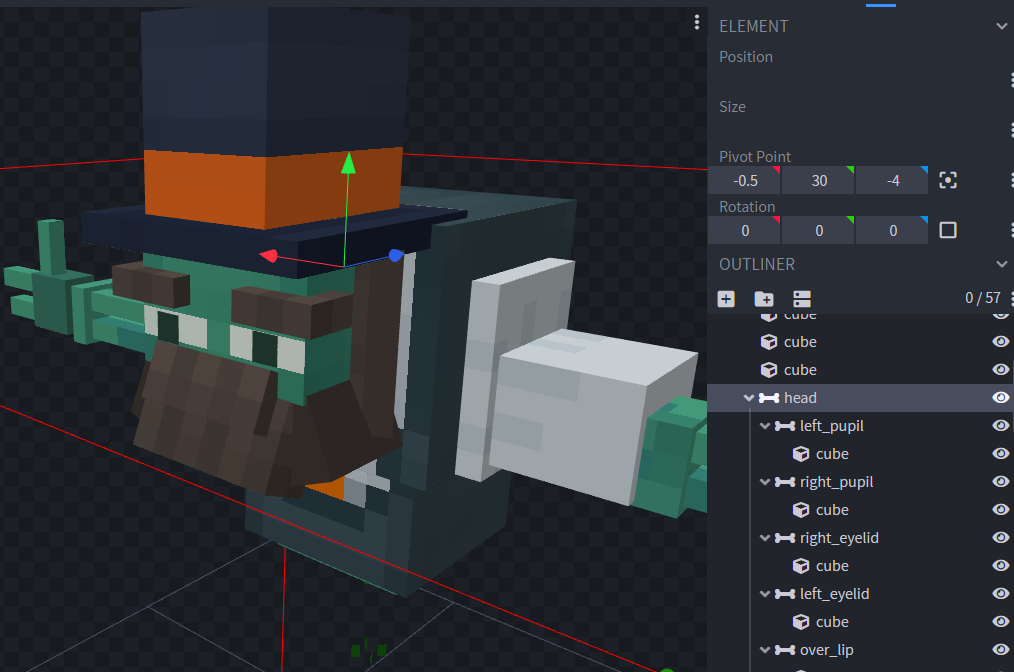 ELEMENT
Position
Size
Pivot Point
-0.5 30 -4
Rotation
0 0 0
OUTLINER
0 / 57
cube
cube
cube
head
left_pupil
cube
right_pupil
cube
right_eyelid
cube
left_eyelid
cube
over_lip